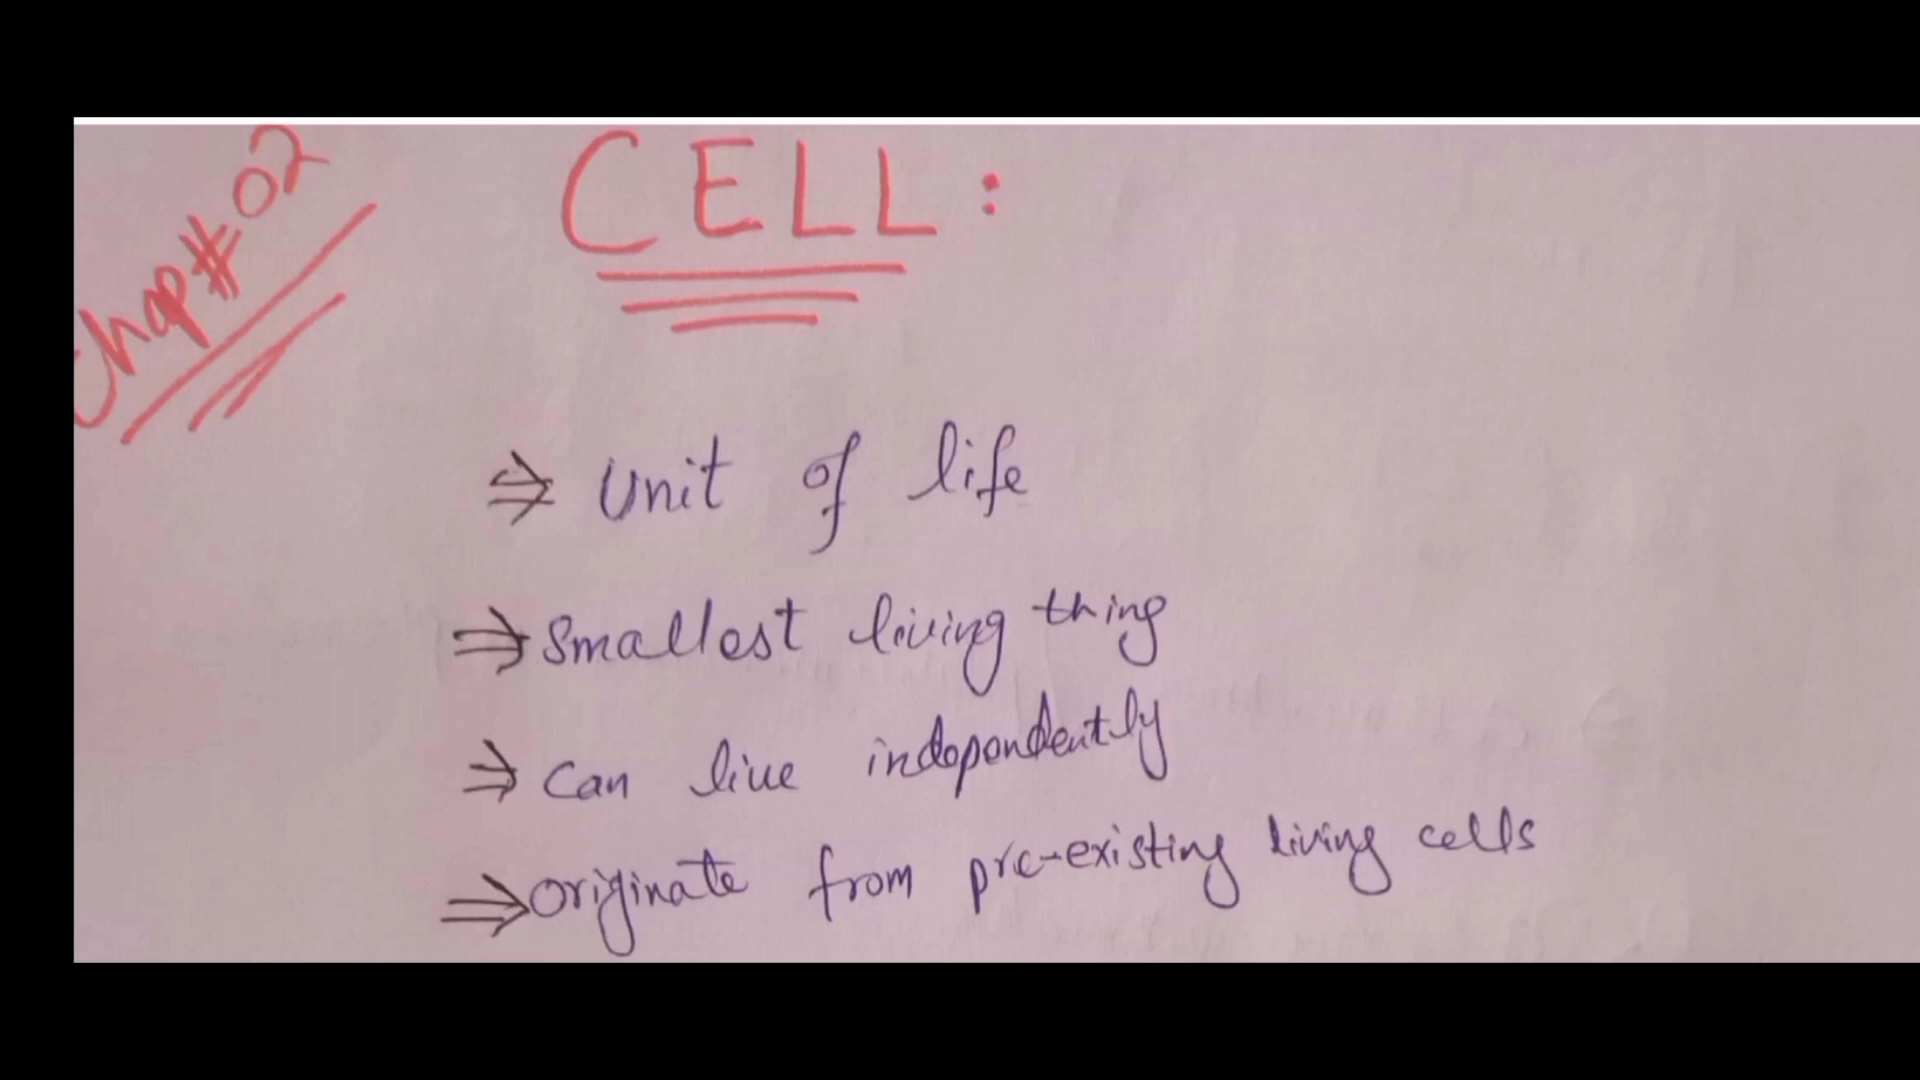 Chap# 02
CELL:
⇒ Unit of life
⇒ Smallest living thing
⇒ Can live independently
⇒ Originate from pre-existing living cells